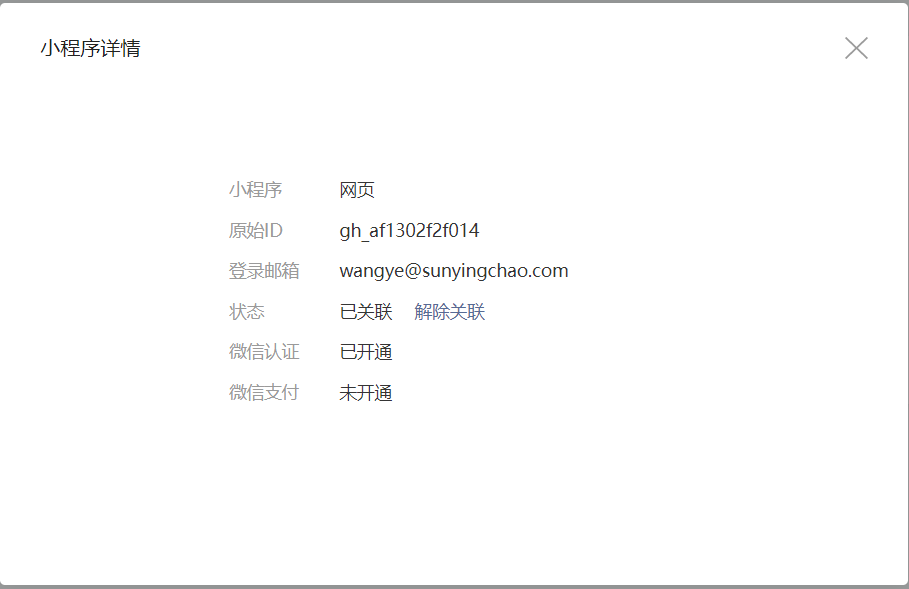 小程序详情
小程序 网页
原始ID gh_af1302f2f014
登录邮箱 wangye@sunyingchao.com
状态 已关联 解除关联
微信认证 已开通
微信支付 未开通